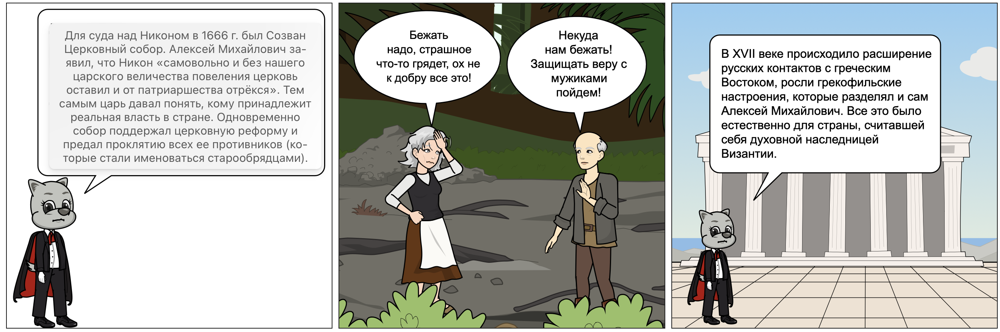 Для суда над Никоном в 1666 г. был Созван
Церковный собор. Алексей Михайлович за-
явил, что Никон «самовольно и без нашего
царского величества повеления церковь
оставил и от патриаршества отрёкся». Тем
самым царь давал понять, кому принадлежит
реальная власть в стране. Одновременно
собор поддержал церковную реформу и
предал проклятию всех ее противников (ко-
торые стали именоваться старообрядцами).
Бежать
надо, страшное
что-то грядет, ох не
к добру все это!
Некуда
нам бежать!
Защищать веру с
мужиками
пойдем!
В XVII веке происходило расширение
русских контактов с греческим
Востоком, росли грекофильские
настроения, которые разделял и сам
Алексей Михайлович. Все это было
естественно для страны, считавшей
себя духовной наследницей
Византии.